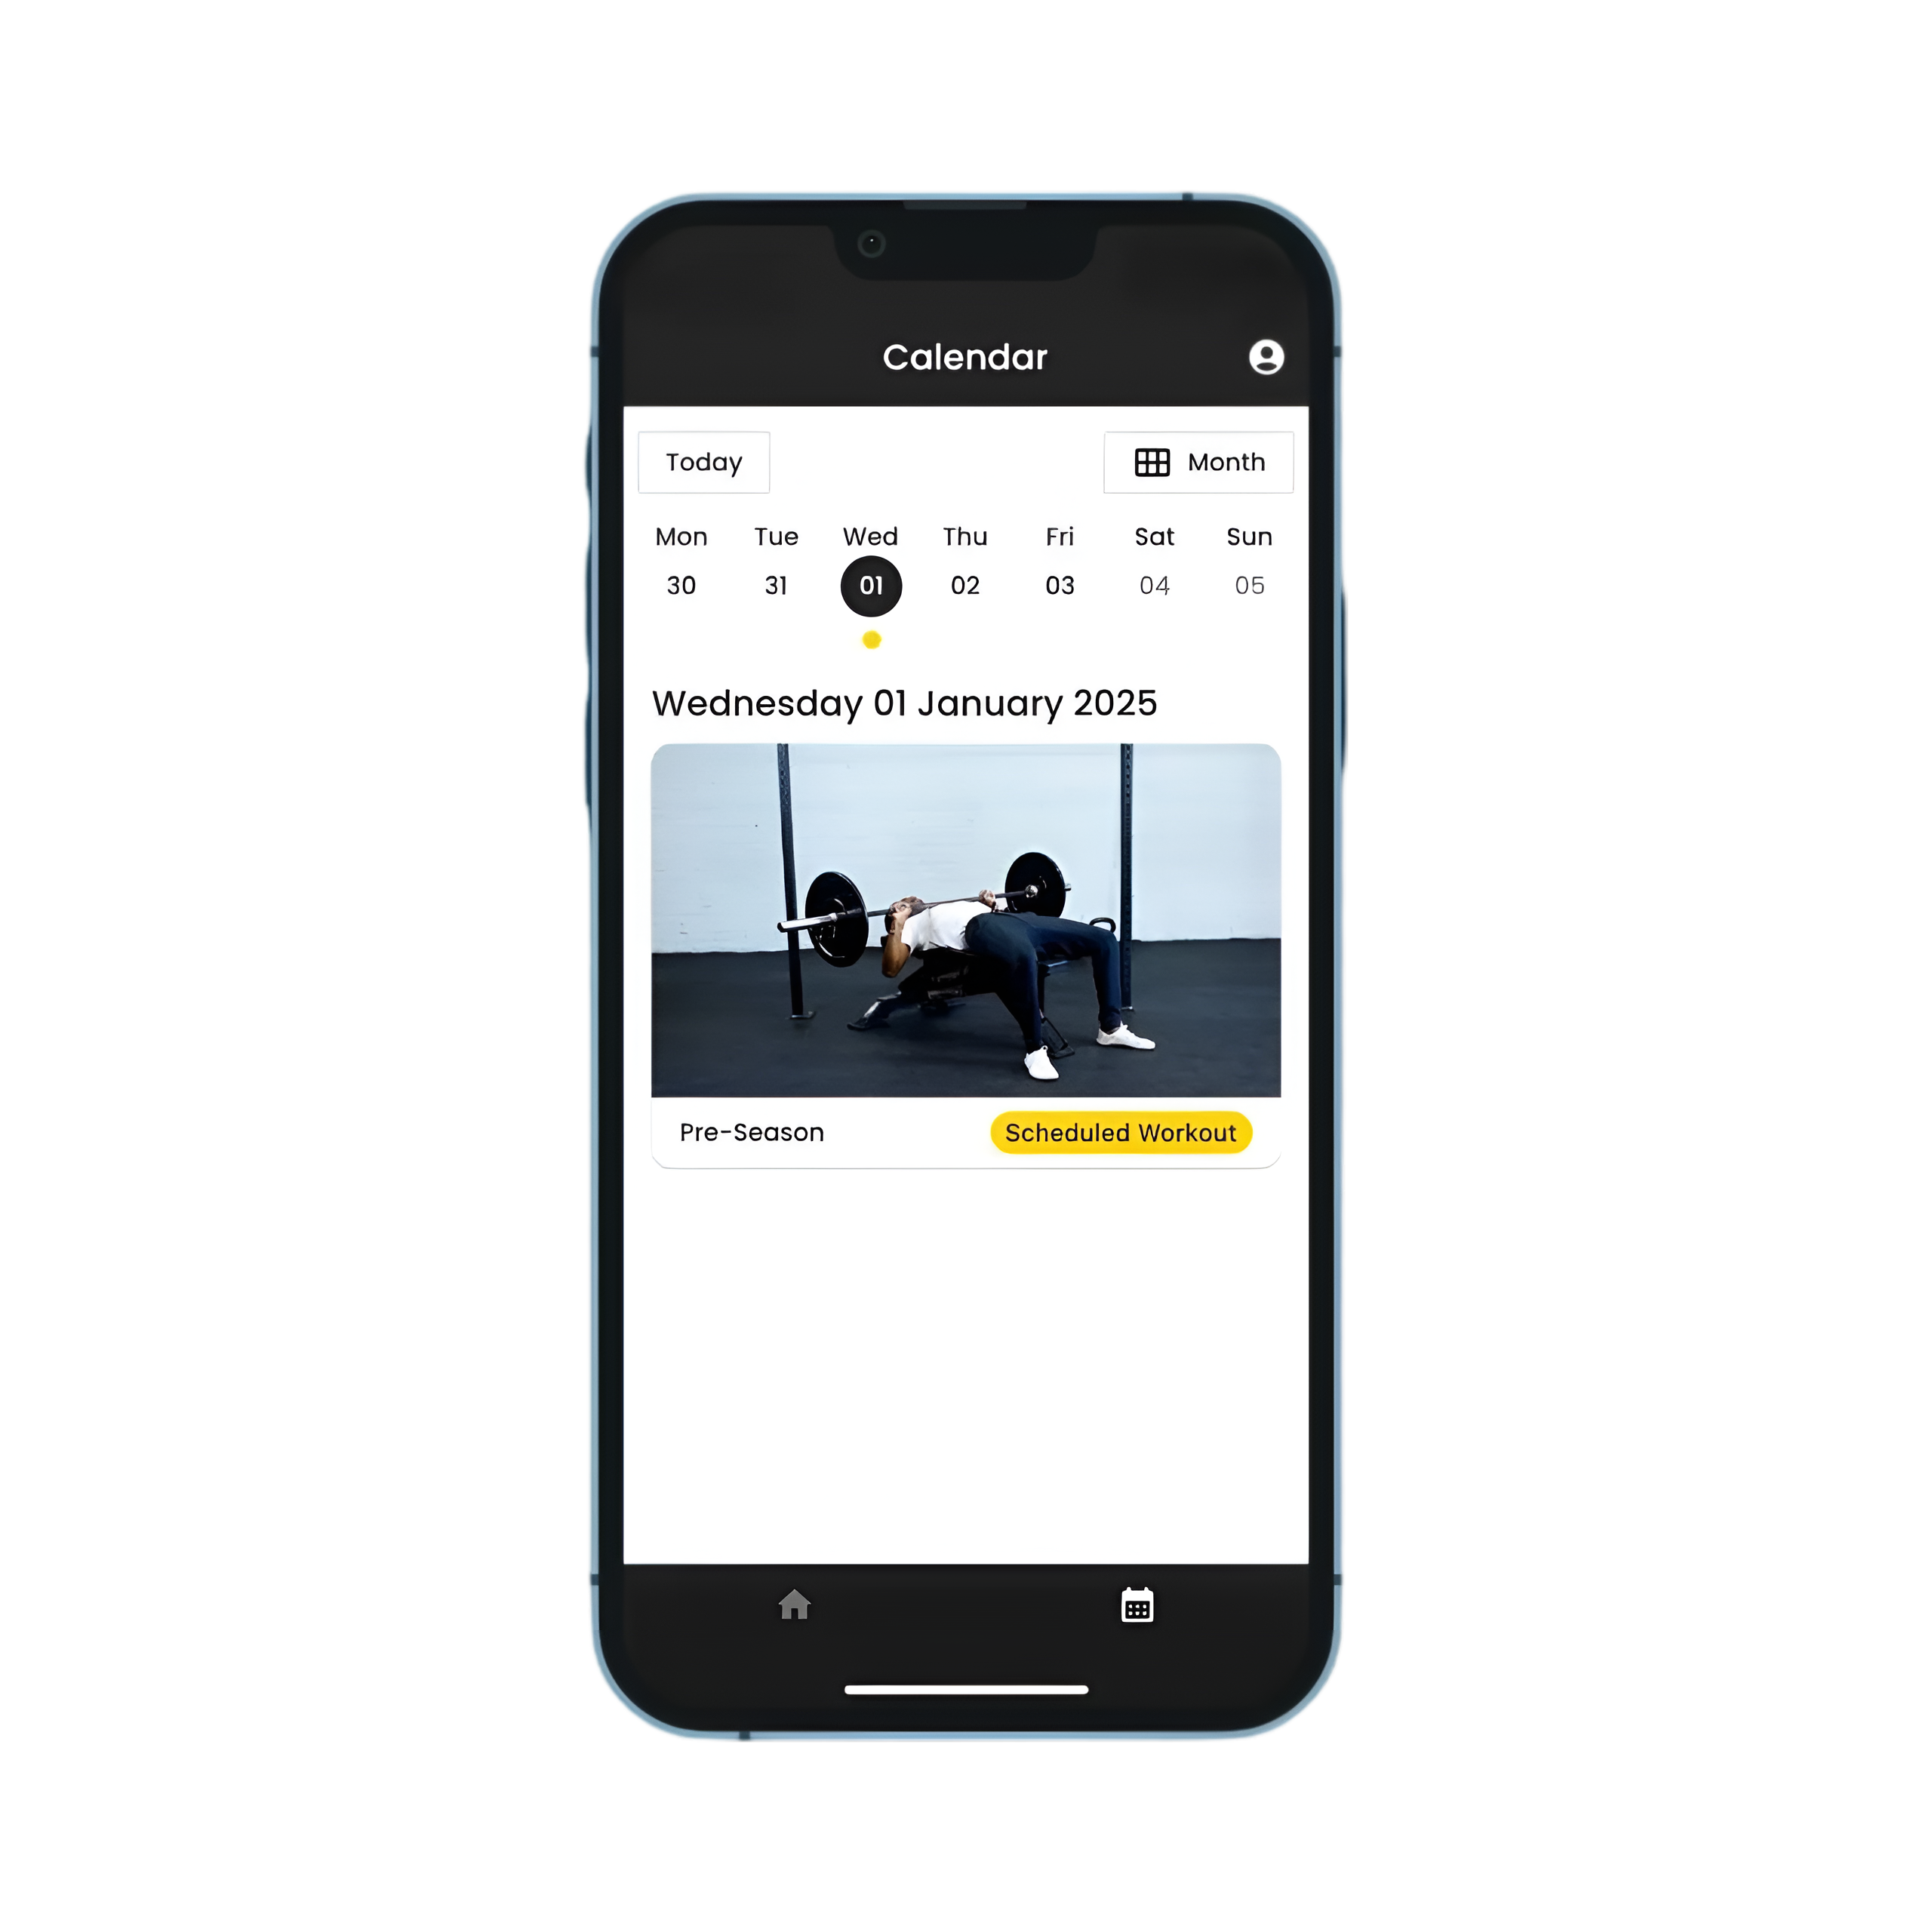 Calendar
Today Month
Mon Tue Wed Thu Fri Sat Sun
30 31 01 02 03 04 05
Wednesday 01 January 2025
Pre-Season Scheduled Workout